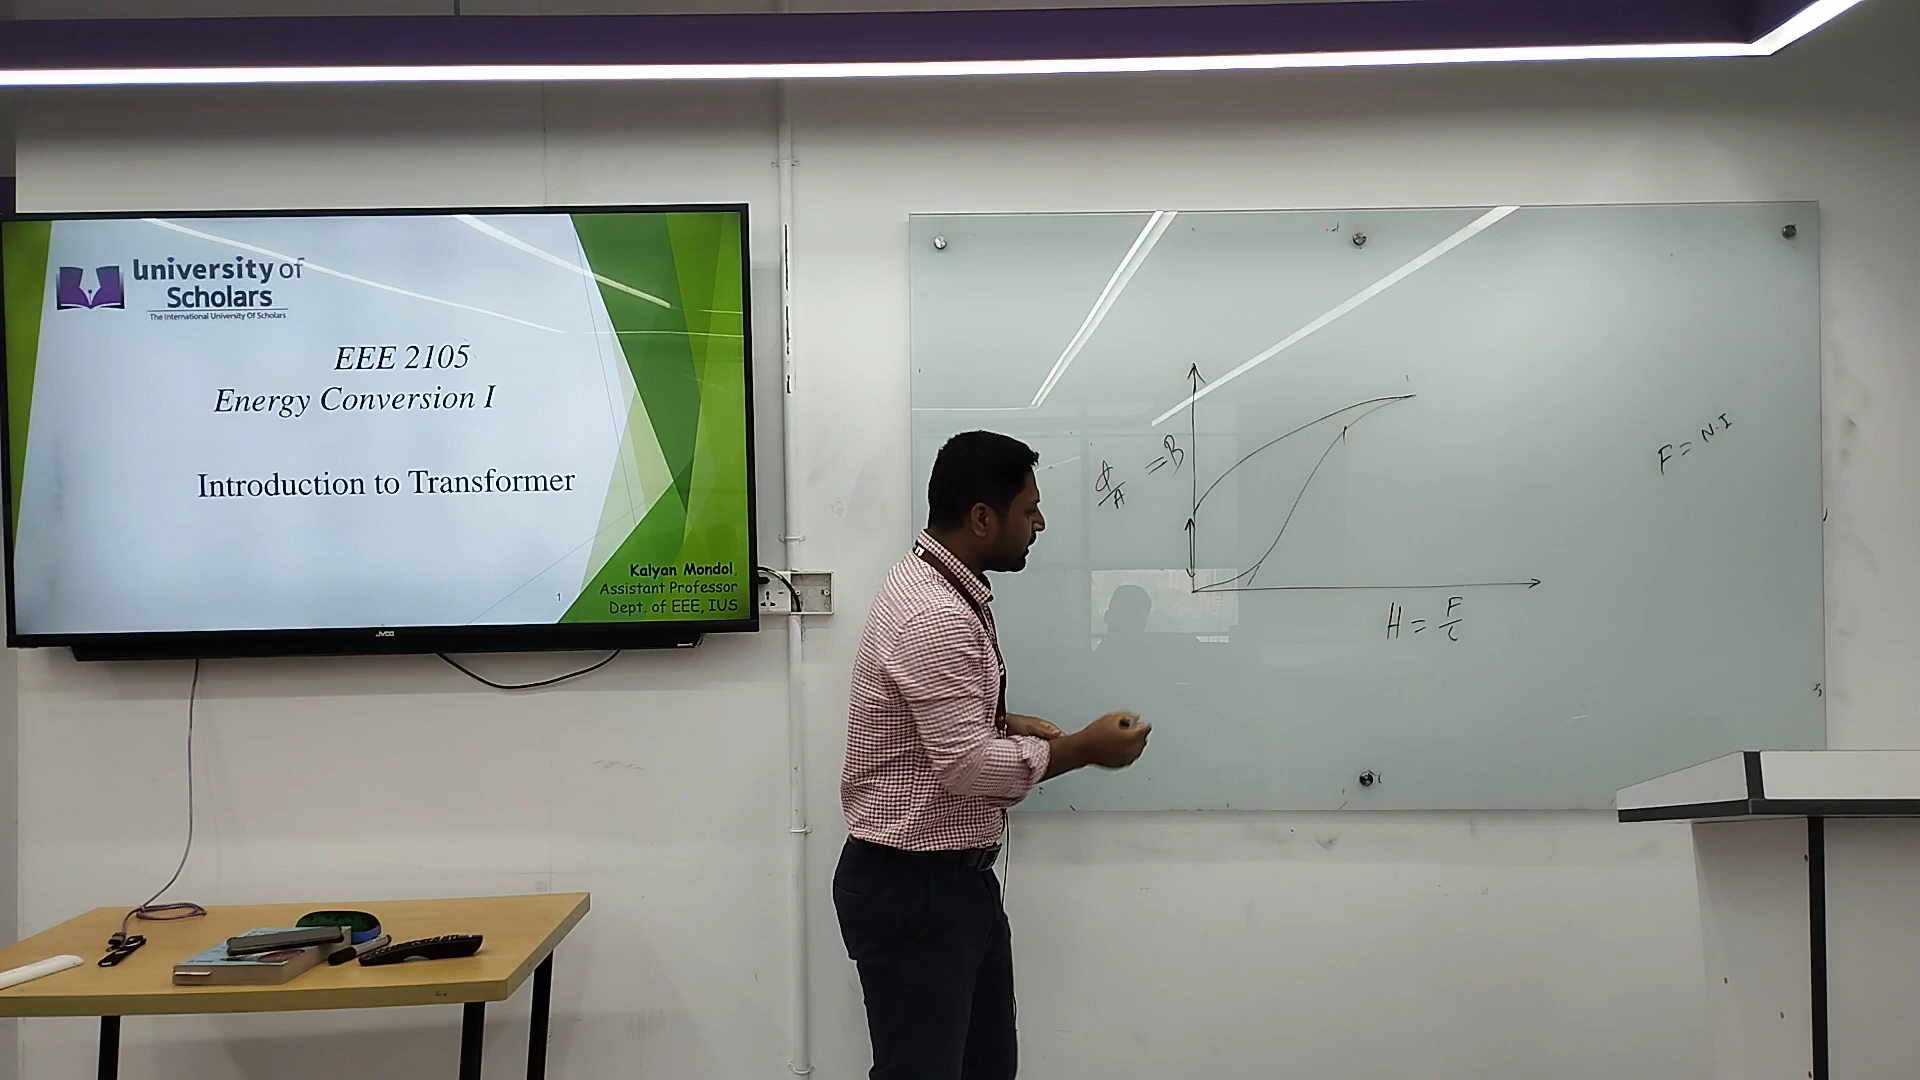 University of
Scholars
The International University Of Scholars
EEE 2105
Energy Conversion I
Introduction to Transformer
Kalyan Mondol
Assistant Professor
Dept. of EEE, IUS
1
JVCO
ϕ/A = B
F = N.I
H = F/L